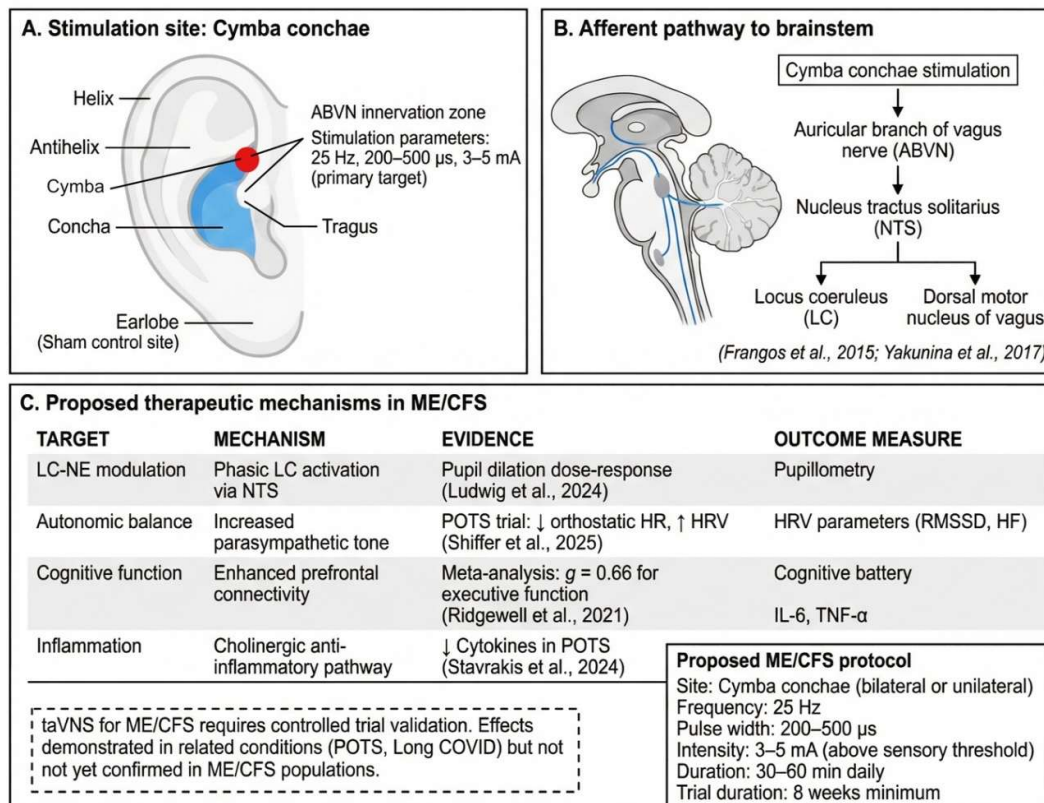 A. Stimulation site: Cymba conchae
Helix
Antihelix
Cymba
Concha
Earlobe
(Sham control site)
ABVN innervation zone
Stimulation parameters:
25 Hz, 200–500 µs, 3–5 mA
(primary target)
Tragus
B. Afferent pathway to brainstem
Cymba conchae stimulation
Auricular branch of vagus
nerve (ABVN)
Nucleus tractus solitarius
(NTS)
Locus coeruleus
(LC)
Dorsal motor
nucleus of vagus
(Frangos et al., 2015; Yakunina et al., 2017)
C. Proposed therapeutic mechanisms in ME/CFS
TARGET MECHANISM EVIDENCE OUTCOME MEASURE
LC-NE modulation Phasic LC activation Pupil dilation dose-response Pupillometry
via NTS (Ludwig et al., 2024)
Autonomic balance Increased POTS trial: ↓ orthostatic HR, ↑ HRV HRV parameters (RMSSD, HF)
parasympathetic tone (Shiffer et al., 2025)
Cognitive function Enhanced prefrontal Meta-analysis: g = 0.66 for Cognitive battery
connectivity executive function
(Ridgewell et al., 2021) IL-6, TNF-α
Inflammation Cholinergic anti- ↓ Cytokines in POTS
inflammatory pathway (Stavrakis et al., 2024)
taVNS for ME/CFS requires controlled trial validation. Effects
demonstrated in related conditions (POTS, Long COVID) but not
not yet confirmed in ME/CFS populations.
Proposed ME/CFS protocol
Site: Cymba conchae (bilateral or unilateral)
Frequency: 25 Hz
Pulse width: 200–500 µs
Intensity: 3–5 mA (above sensory threshold)
Duration: 30–60 min daily
Trial duration: 8 weeks minimum